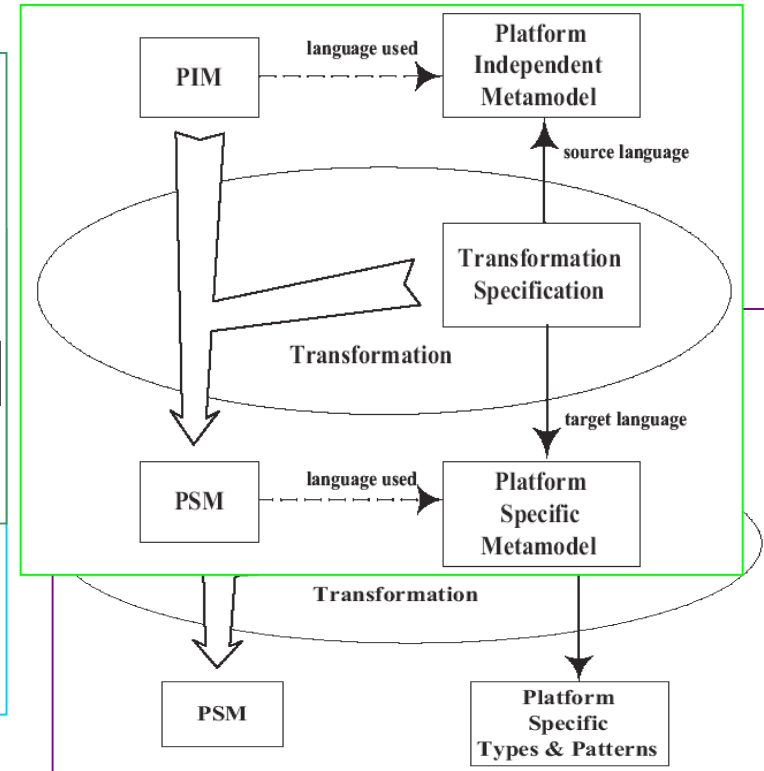 PIM
language used
Platform
Independent
Metamodel
source language
Transformation
Specification
Transformation
target language
PSM
language used
Platform
Specific
Metamodel
Transformation
PSM
Platform
Specific
Types & Patterns